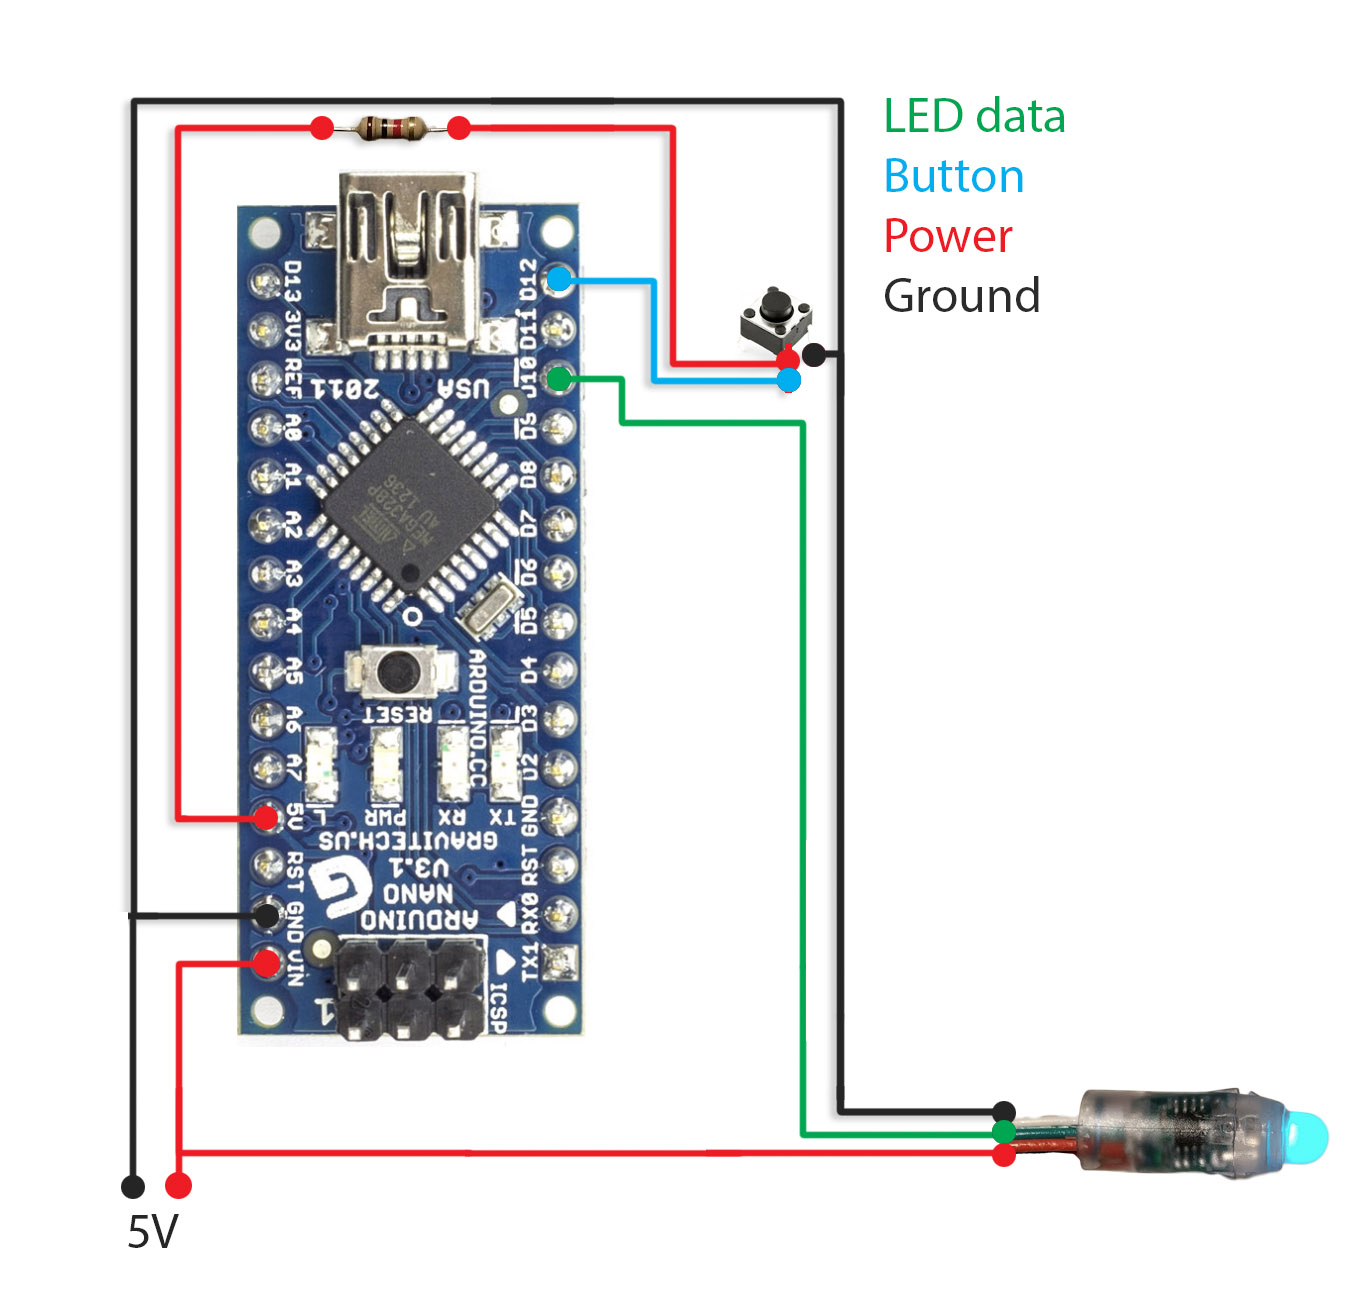 LED data
Button
Power
Ground
D13
3V3
REF
A0
A1
A2
A3
A4
A5
A6
A7
5V
RST
GND
VIN
D12
D11
D10
D9
D8
D7
D6
D5
D4
D3
D2
GND
RST
RX0
TX1
2011
USA
ATMEL
MEGA328P
AU 1236
RESET
ARDUINO.CC
L
PWR
RX
TX
GRAVITECH.US
G
ARDUINO
NANO
V3.1
ICSP
1
5V